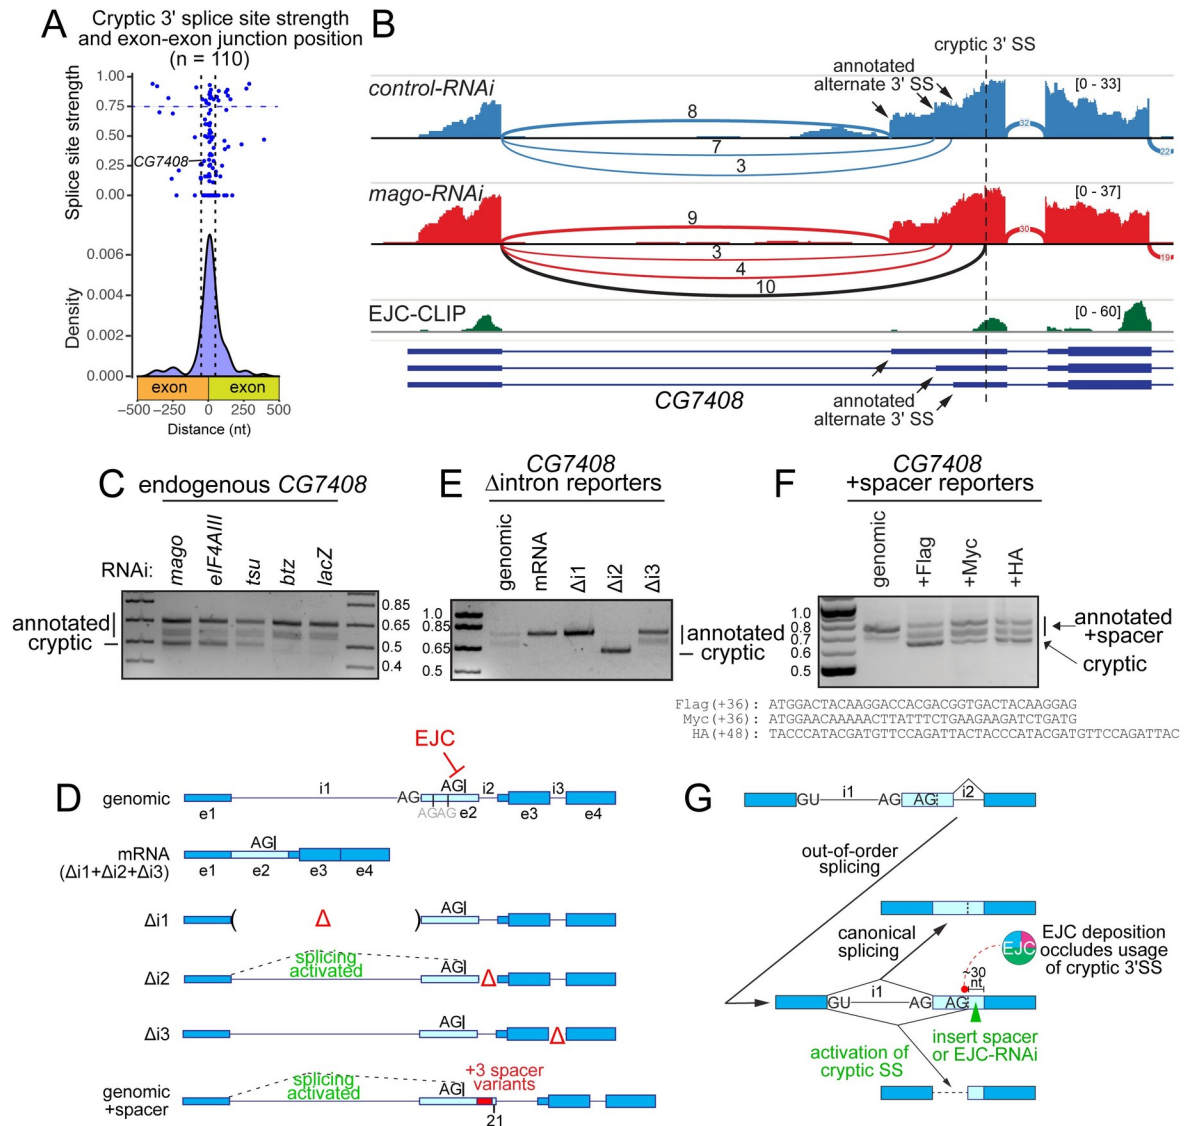 A
Cryptic 3' splice site strength
and exon-exon junction position
(n = 110)
Splice site strength
1.00
0.75
0.50
0.25
0.00
CG7408
Density
0.006
0.004
0.002
0.000
exon
exon
−500
−250
0
250
500
Distance (nt)
B
cryptic 3' SS
annotated
alternate 3' SS
control-RNAi
[0 - 33]
8
7
3
32
22
mago-RNAi
[0 - 37]
9
3
4
10
30
19
EJC-CLIP
[0 - 60]
CG7408
annotated
alternate 3' SS
C
endogenous CG7408
RNAi:
mago
eIF4AIII
tsu
btz
lacZ
annotated
cryptic
0.85
0.65
0.5
0.4
E
CG7408
Δintron reporters
genomic
mRNA
Δi1
Δi2
Δi3
1.0
0.85
0.65
0.5
annotated
cryptic
F
CG7408
+spacer reporters
genomic
+Flag
+Myc
+HA
1.0
0.8
0.7
0.6
0.5
annotated
+spacer
cryptic
Flag(+36): ATGGACTACAAGGACCACGACGGTGACTACAAGGAG
Myc(+36): ATGGAACAAAAACTTATTTCTGAAGAAGATCTGATG
HA(+48): TACCCATACGATGTTCCAGATTACTACCCATACGATGTTCCAGATTAC
D
EJC
genomic
i1
AG
AG
i2
i3
AGAG
e1
e2
e3
e4
mRNA
(Δi1+Δi2+Δi3)
AG
e1
e2
e3
e4
Δi1
(
Δ
)
AG
Δi2
splicing
activated
AG
Δ
Δi3
AG
Δ
genomic
+spacer
splicing
activated
AG
+3 spacer
variants
21
G
GU
i1
AG
AG
i2
out-of-order
splicing
canonical
splicing
EJC
EJC deposition
occludes usage
of cryptic 3'SS
~30
nt
GU
i1
AG
AG
activation of
cryptic SS
insert spacer
or EJC-RNAi